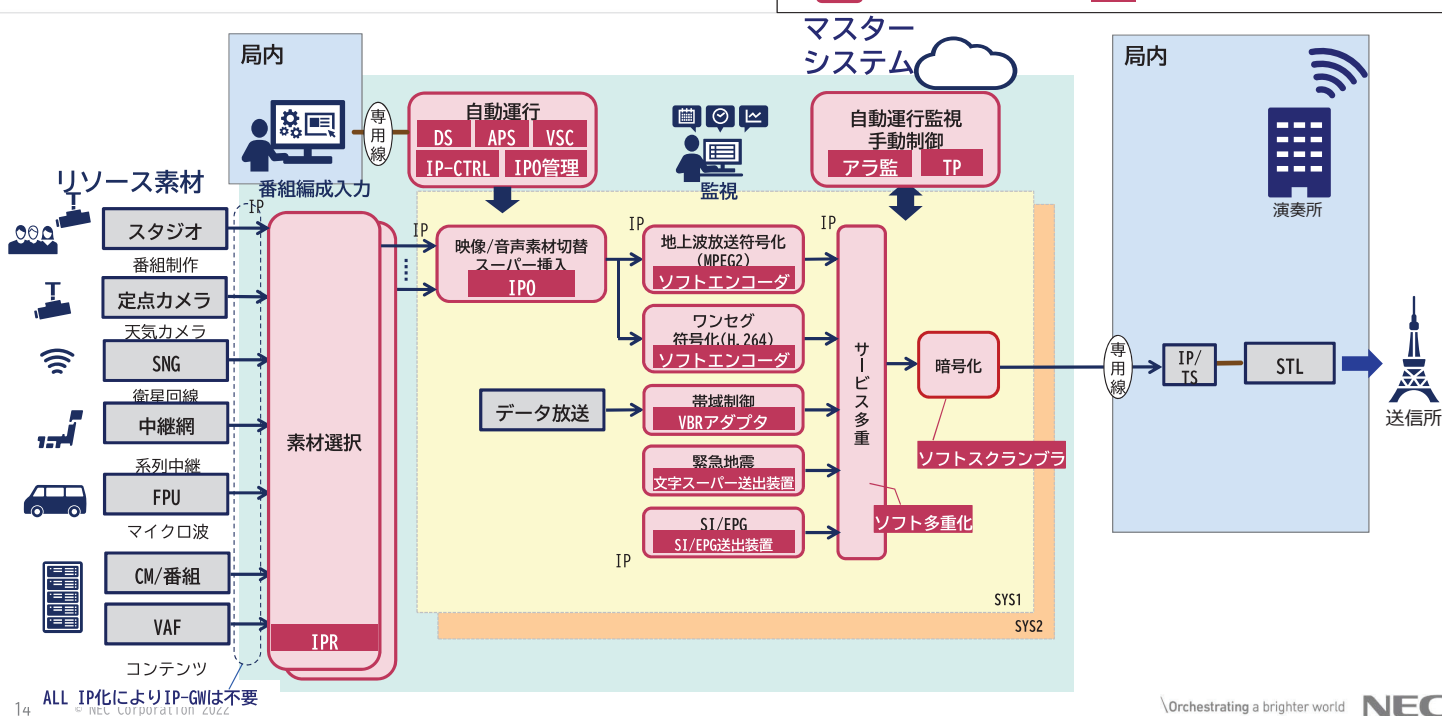 マスター
システム
局内
専用線
自動運行
DS APS VSC
IP-CTRL IPO管理
番組編成入力
監視
自動運行監視
手動制御
アラ監 TP
局内
演奏所
リソース素材
IP
スタジオ
番組制作
定点カメラ
天気カメラ
SNG
衛星回線
中継網
系列中継
FPU
マイクロ波
CM/番組
VAF
コンテンツ
素材選択
IPR
IP
映像/音声素材切替
スーパー挿入
IPO
IP
地上波放送符号化
(MPEG2)
ソフトエンコーダ
ワンセグ
符号化(H.264)
ソフトエンコーダ
データ放送
帯域制御
VBRアダプタ
緊急地震
文字スーパー送出装置
SI/EPG
SI/EPG送出装置
IP
IP
サービス多重
ソフト多重化
暗号化
ソフトスクランブラ
専用線
IP/
TS
STL
送信所
SYS1
SYS2
ALL IP化によりIP-GWは不要
14 © NEC Corporation 2022
\Orchestrating a brighter world NEC